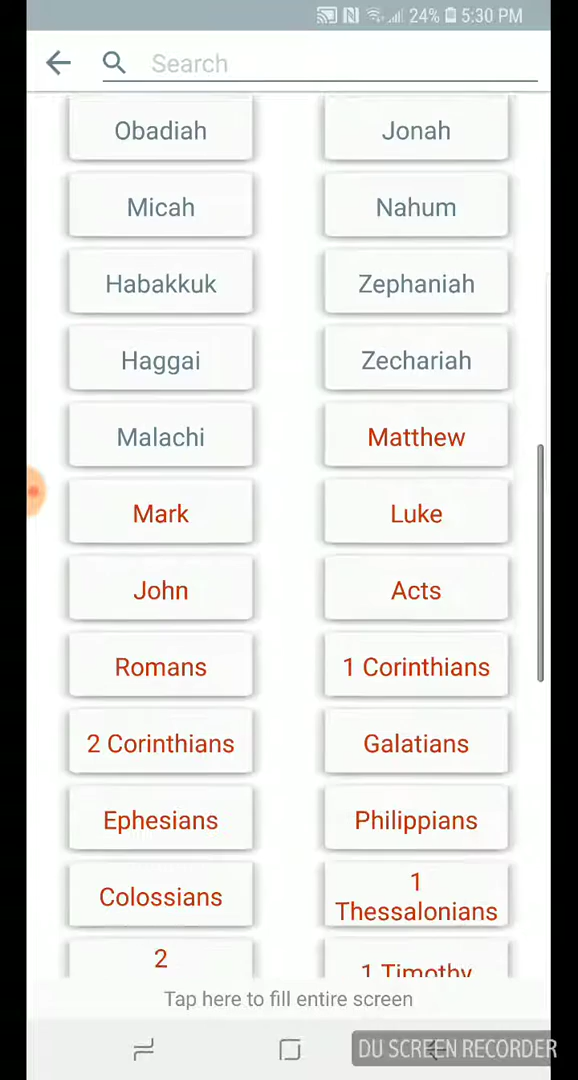 24% 5:30 PM
Search
Obadiah
Jonah
Micah
Nahum
Habakkuk
Zephaniah
Haggai
Zechariah
Malachi
Matthew
Mark
Luke
John
Acts
Romans
1 Corinthians
2 Corinthians
Galatians
Ephesians
Philippians
Colossians
1
Thessalonians
2
1 Timothy
Tap here to fill entire screen
DU SCREEN RECORDER